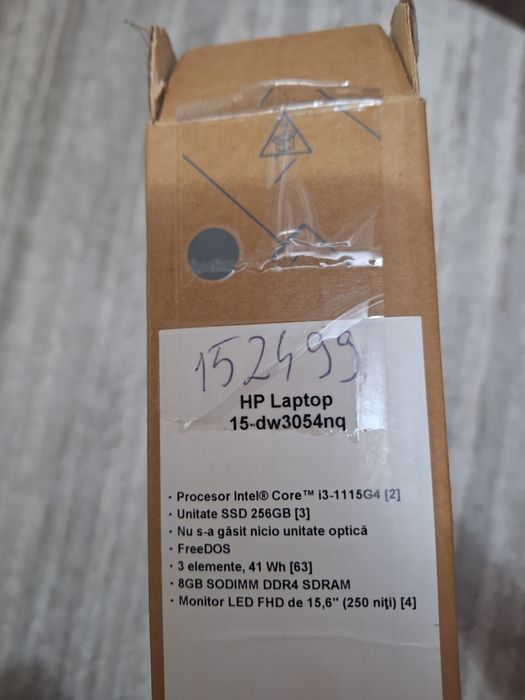 152499
HP Laptop
15-dw3054nq
· Procesor Intel® Core™ i3-1115G4 [2]
· Unitate SSD 256GB [3]
· Nu s-a găsit nicio unitate optică
· FreeDOS
· 3 elemente, 41 Wh [63]
· 8GB SODIMM DDR4 SDRAM
· Monitor LED FHD de 15,6" (250 niţi) [4]